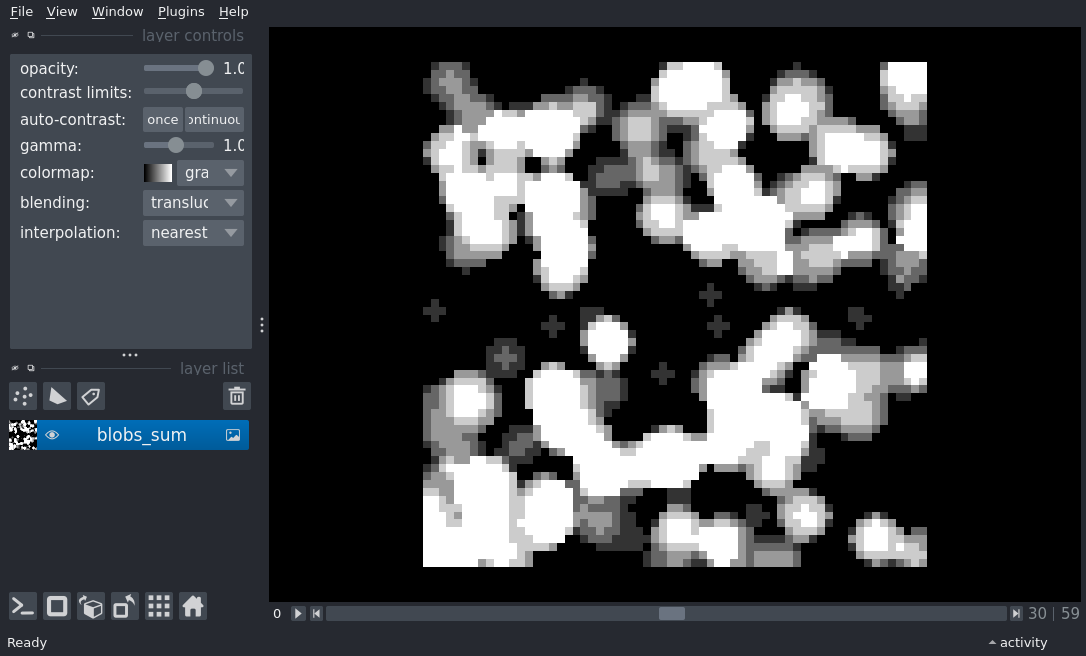 File View Window Plugins Help
layer controls
opacity: 1.0
contrast limits:
auto-contrast: once ontinuou
gamma: 1.0
colormap: gra
blending: transluc
interpolation: nearest
layer list
blobs_sum
0 30 | 59
Ready activity